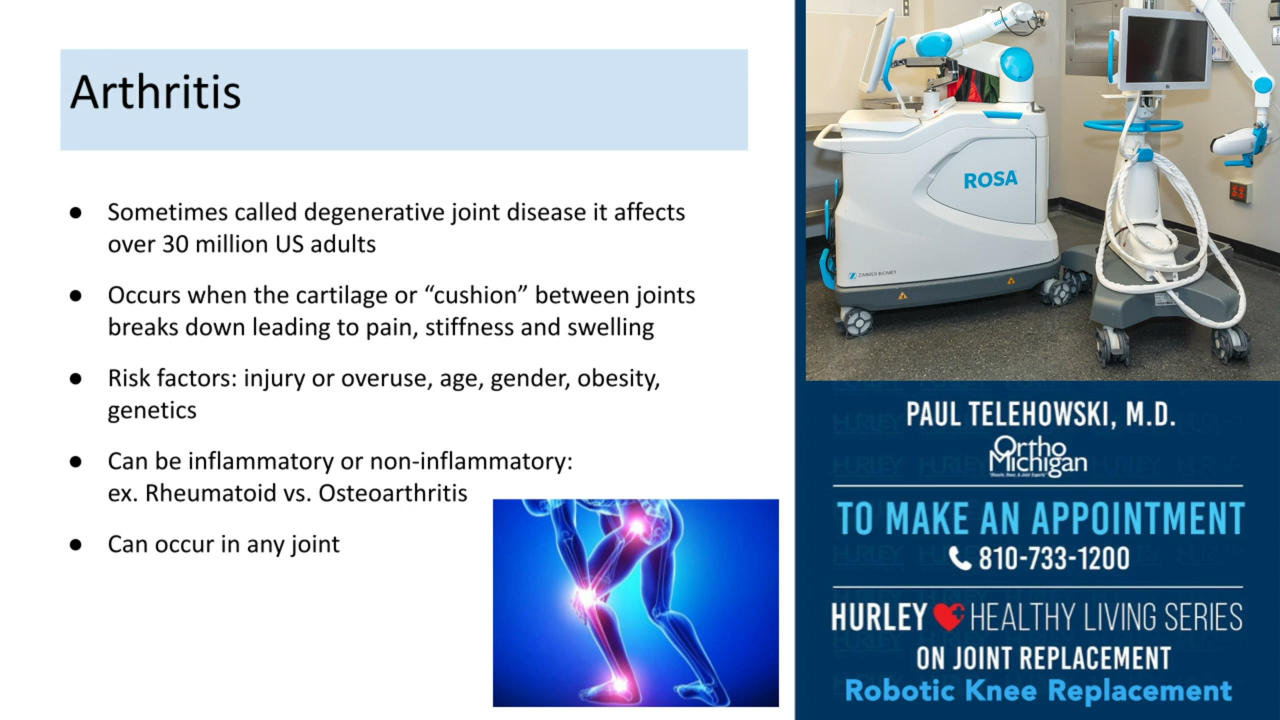 Arthritis
● Sometimes called degenerative joint disease it affects
over 30 million US adults
● Occurs when the cartilage or “cushion” between joints
breaks down leading to pain, stiffness and swelling
● Risk factors: injury or overuse, age, gender, obesity,
genetics
● Can be inflammatory or non-inflammatory:
ex. Rheumatoid vs. Osteoarthritis
● Can occur in any joint
ROSA
ROSA
ZIMMER BIOMET
PAUL TELEHOWSKI, M.D.
Ortho
Michigan
TO MAKE AN APPOINTMENT
810-733-1200
HURLEY HEALTHY LIVING SERIES
ON JOINT REPLACEMENT
Robotic Knee Replacement